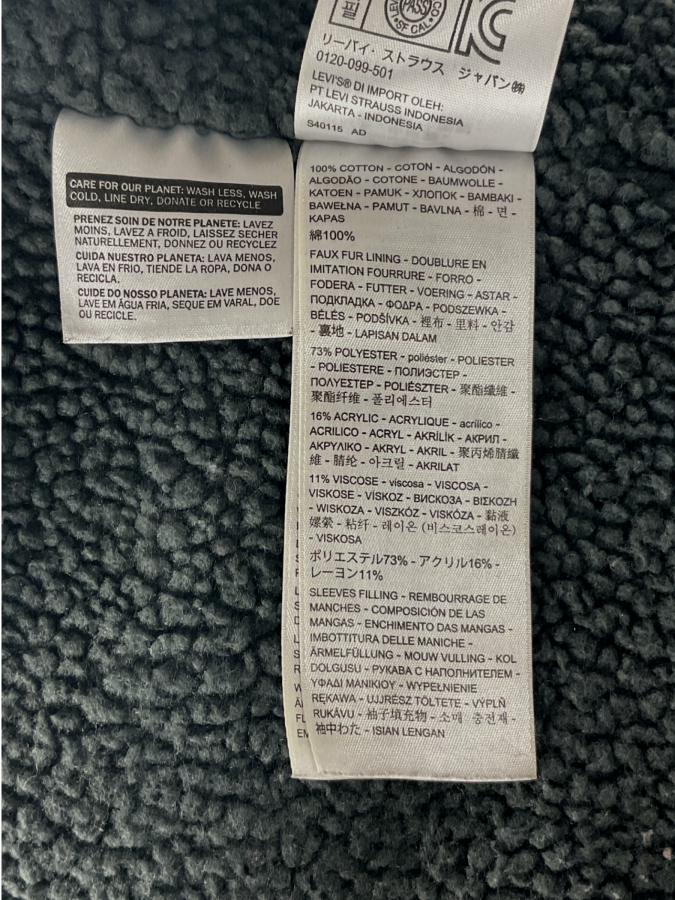 필
PASS
SF CAL
リーバイ・ストラウス ジャパン㈱
0120-099-501
LEVI'S® DI IMPORT OLEH:
PT LEVI STRAUSS INDONESIA
JAKARTA - INDONESIA
S40115 AD
CARE FOR OUR PLANET: WASH LESS, WASH
COLD, LINE DRY, DONATE OR RECYCLE
PRENEZ SOIN DE NOTRE PLANETE: LAVEZ
MOINS, LAVEZ A FROID, LAISSEZ SECHER
NATURELLEMENT, DONNEZ OU RECYCLEZ
CUIDA NUESTRO PLANETA: LAVA MENOS,
LAVA EN FRIO, TIENDE LA ROPA, DONA O
RECICLA.
CUIDE DO NOSSO PLANETA: LAVE MENOS,
LAVE EM ÁGUA FRIA, SEQUE EM VARAL, DOE
OU RECICLE.
100% COTTON - COTON - ALGODÓN -
ALGODÃO - COTONE - BAUMWOLLE -
KATOEN - PAMUK - ХЛОПОК - BAMBAKI -
BAWEŁNA - PAMUT - BAVLNA - 棉 - 면 -
KAPAS
綿100%
FAUX FUR LINING - DOUBLURE EN
IMITATION FOURRURE - FORRO -
FODERA - FUTTER - VOERING - ASTAR -
ПОДКЛАДКА - ΦΟΔΡΑ - PODSZEWKA -
BÉLÉS - PODŠÍVKA - 裡布 - 里料 - 안감
- 裏地 - LAPISAN DALAM
73% POLYESTER - poliéster - POLIESTER
- POLIESTERE - ПОЛИЭСТЕР -
ΠΟΛΥΕΣΤΕΡ - POLIÉSZTER - 聚酯纖維 -
聚酯纤维 - 폴리에스터
16% ACRYLIC - ACRYLIQUE - acrílico -
ACRILICO - ACRYL - AKRİLİK - АКРИЛ -
ΑΚΡΥΛΙΚΟ - AKRYL - AKRIL - 聚丙烯腈纖
維 - 腈纶 - 아크릴 - AKRILAT
11% VISCOSE - viscosa - VISCOSA -
VISKOSE - VİSKOZ - ВИСКОЗА - ΒΙΣΚΟΖΗ
- WISKOZA - VISZKÓZ - VISKÓZA - 黏液
嫘縈 - 粘纤 - 레이온 (비스코스레이온)
- VISKOSA
ポリエステル73% - アクリル16% -
レーヨン11%
SLEEVES FILLING - REMBOURRAGE DE
MANCHES - COMPOSICIÓN DE LAS
MANGAS - ENCHIMENTO DAS MANGAS -
IMBOTTITURA DELLE MANICHE -
ÄRMELFÜLLUNG - MOUW VULLING - KOL
DOLGUSU - РУКАВА С НАПОЛНИТЕЛЕМ -
ΥΦΑΔΙ ΜΑΝΙΚΙΟΥ - WYPEŁNIENIE
RĘKAWA - UJJRÉSZ TÖLTETE - VÝPLŇ
RUKÁVU - 袖子填充物 - 소매 충전재 -
袖中わた - ISIAN LENGAN